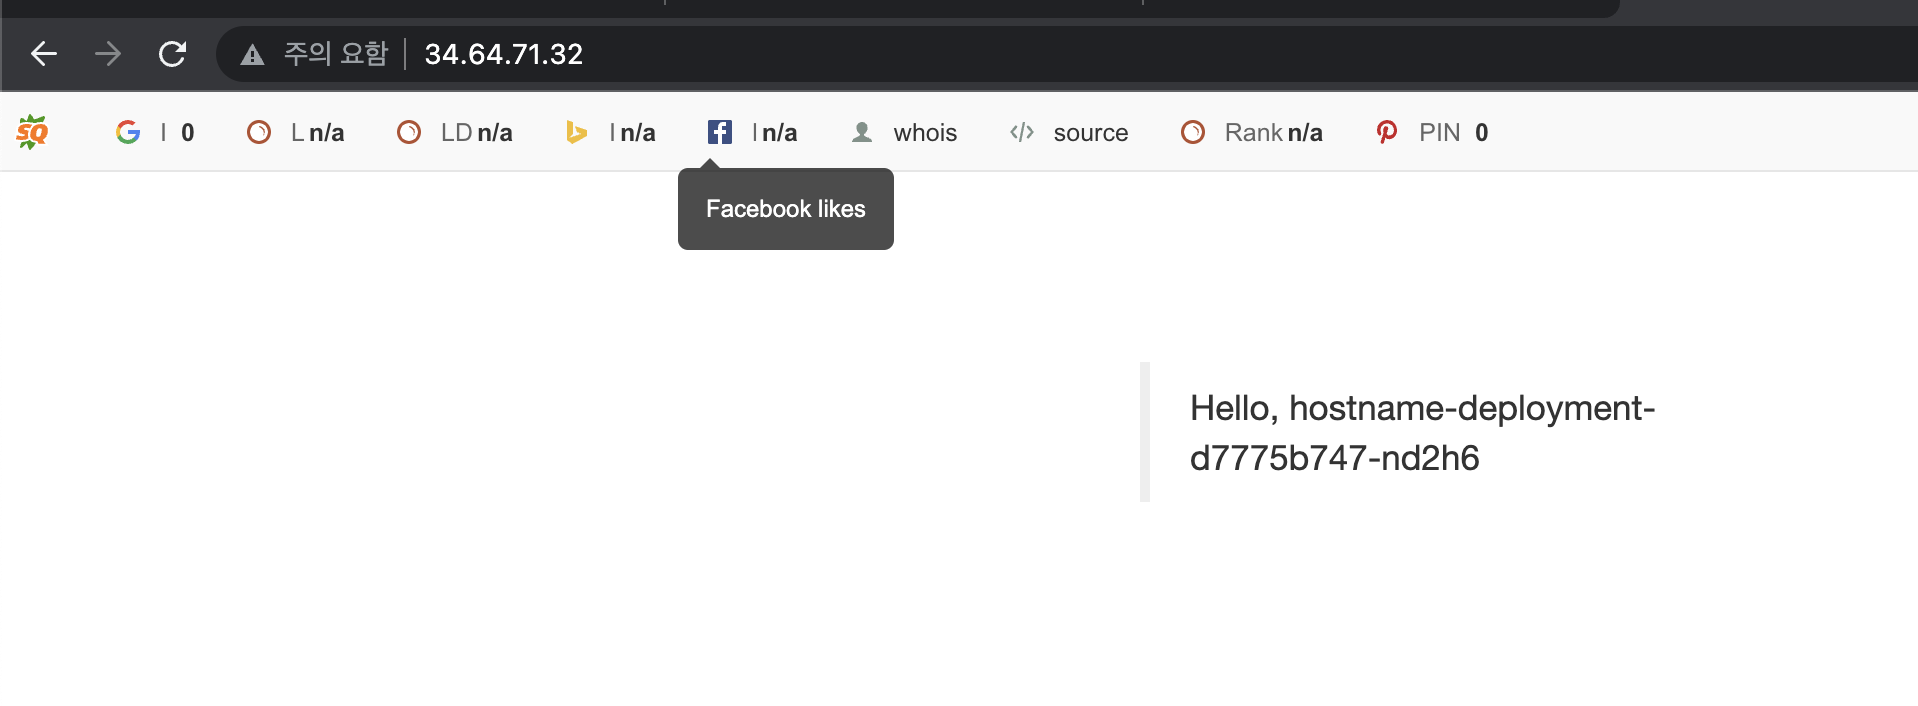 주의 요함 34.64.71.32
SQ I 0 L n/a LD n/a I n/a I n/a whois source Rank n/a PIN 0
Facebook likes
Hello, hostname-deployment-
d7775b747-nd2h6